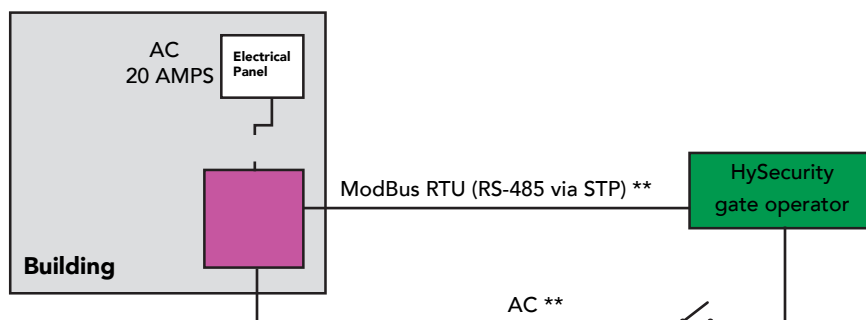 AC
20 AMPS
Electrical
Panel
ModBus RTU (RS-485 via STP) **
HySecurity
gate operator
Building
AC **